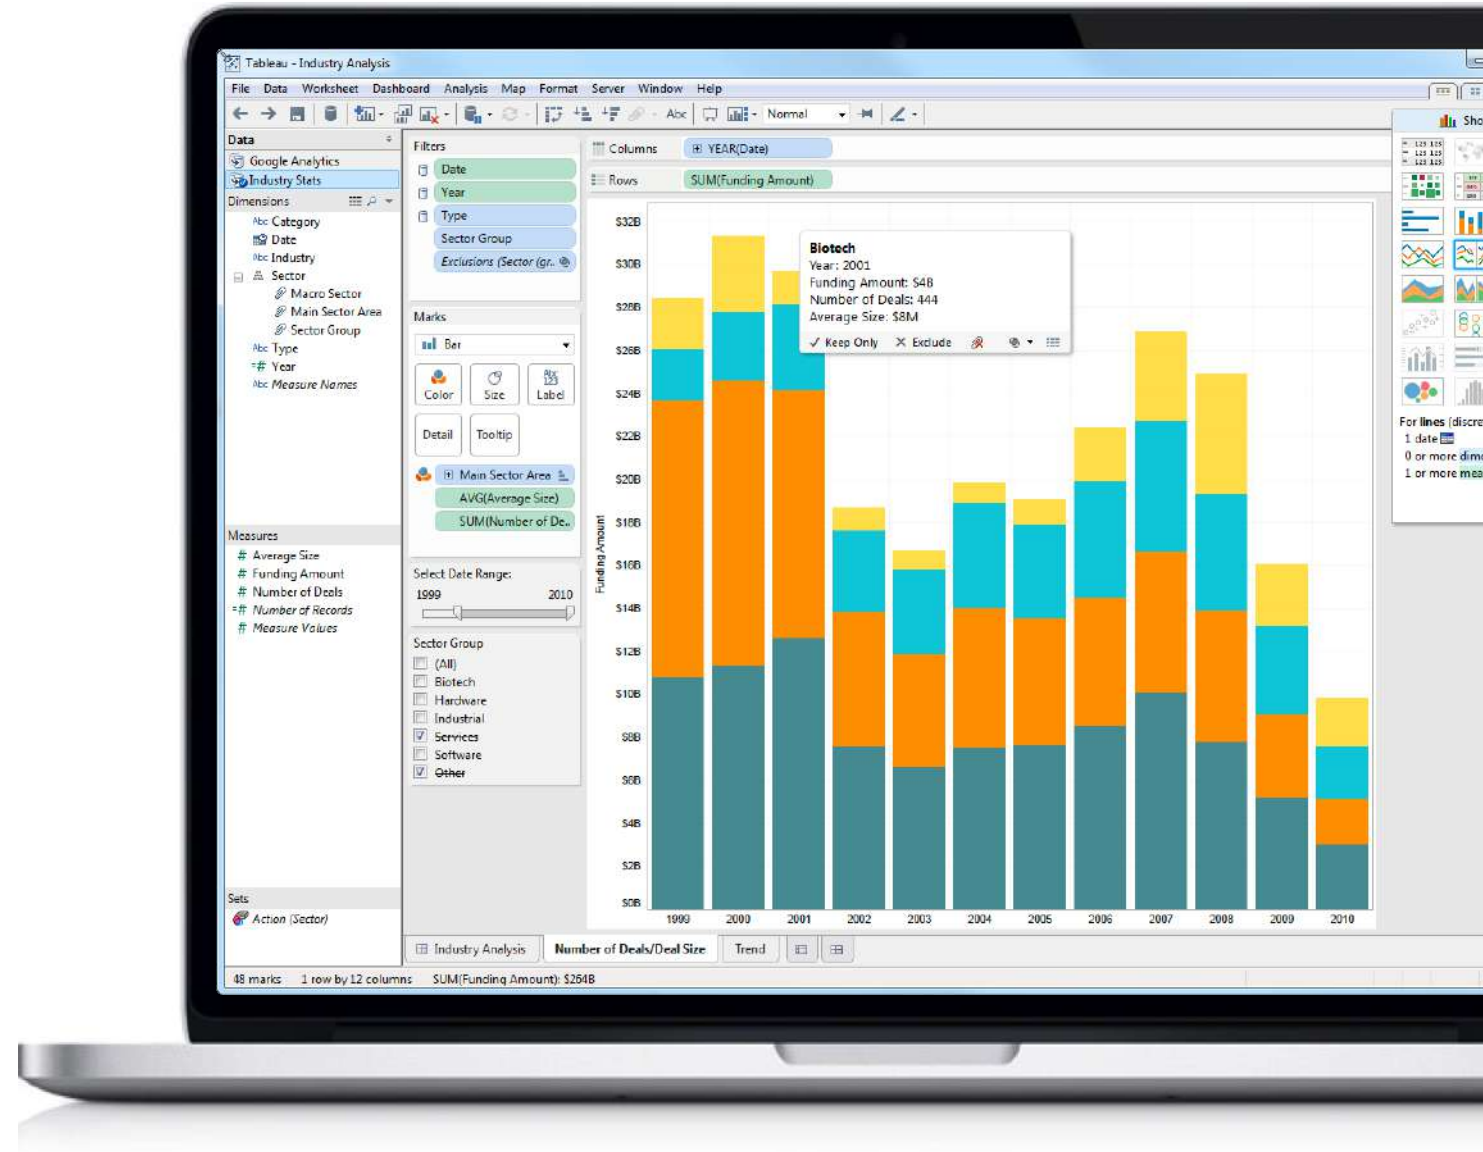 Tableau - Industry Analysis
File Data Worksheet Dashboard Analysis Map Format Server Window Help
Abc Normal
Data
Google Analytics
Industry Stats
Dimensions
Abc Category
Date
Abc Industry
Sector
Macro Sector
Main Sector Area
Sector Group
Abc Type
=# Year
Abc Measure Names
Measures
# Average Size
# Funding Amount
# Number of Deals
=# Number of Records
# Measure Values
Sets
Action (Sector)
Filters
Date
Year
Type
Sector Group
Exclusions (Sector (gr..
Marks
Bar
Color Size Label
Detail Tooltip
Main Sector Area
AVG(Average Size)
SUM(Number of De..
Select Date Range:
1999 2010
Sector Group
(All)
Biotech
Hardware
Industrial
Services
Software
Other
Columns YEAR(Date)
Rows SUM(Funding Amount)
Funding Amount
$32B
$30B
$28B
$26B
$24B
$22B
$20B
$18B
$16B
$14B
$12B
$10B
$8B
$6B
$4B
$2B
$0B
1999 2000 2001 2002 2003 2004 2005 2006 2007 2008 2009 2010
Biotech
Year: 2001
Funding Amount: $4B
Number of Deals: 444
Average Size: $8M
Keep Only Exclude
Sho
For lines (discre
1 date
0 or more dime
1 or more mea
Industry Analysis Number of Deals/Deal Size Trend
48 marks 1 row by 12 columns SUM(Funding Amount): $264B